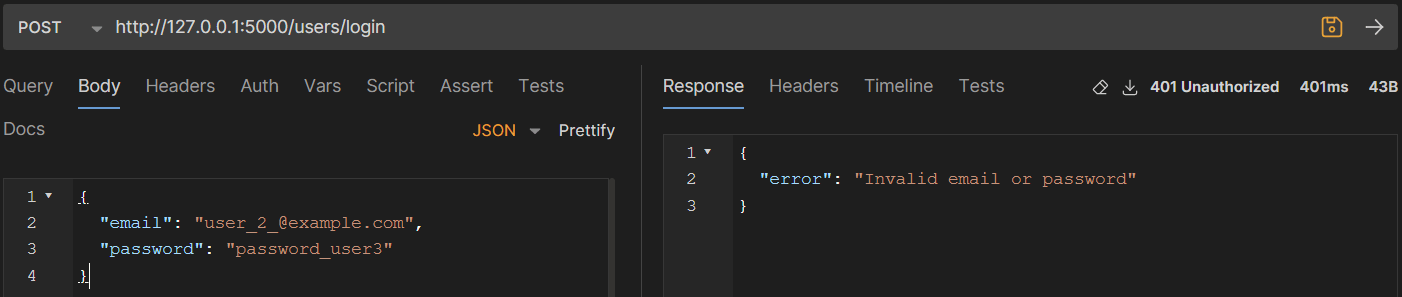 POST http://127.0.0.1:5000/users/login
Query Body Headers Auth Vars Script Assert Tests
Docs JSON Prettify
1 {
2 "email": "user_2_@example.com",
3 "password": "password_user3"
4 }
Response Headers Timeline Tests 401 Unauthorized 401ms 43B
1 {
2 "error": "Invalid email or password"
3 }